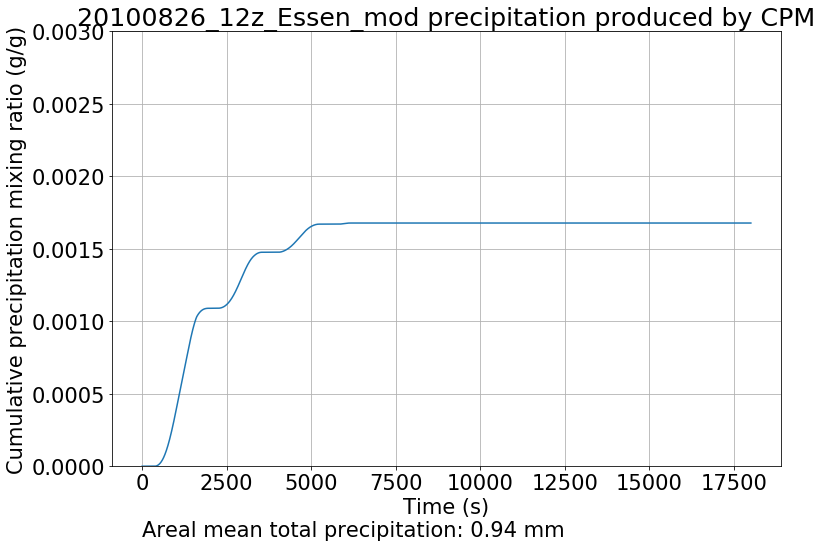 20100826_12z_Essen_mod precipitation produced by CPM
Cumulative precipitation mixing ratio (g/g)
0.0030
0.0025
0.0020
0.0015
0.0010
0.0005
0.0000
0 2500 5000 7500 10000 12500 15000 17500
Time (s)
Areal mean total precipitation: 0.94 mm